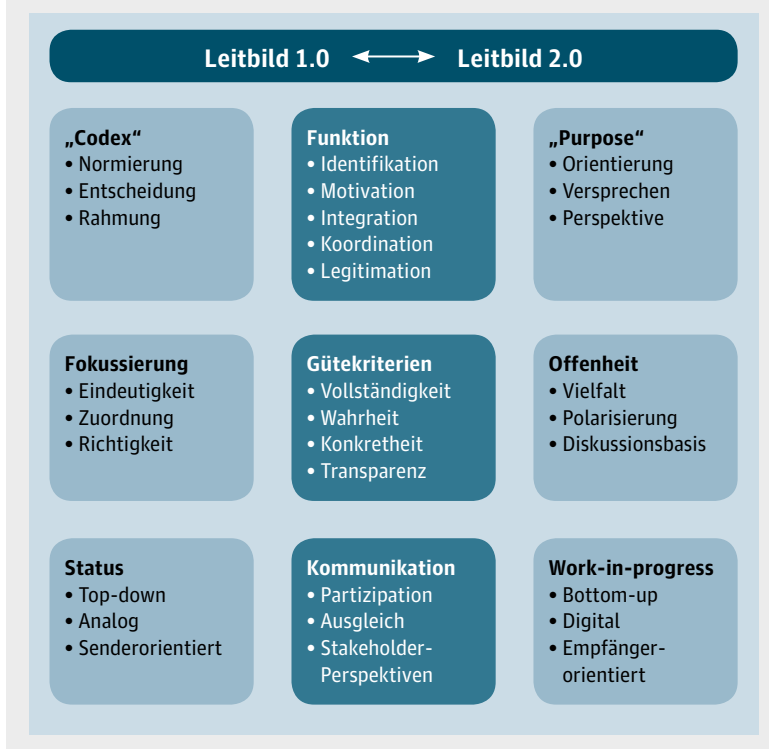 Leitbild 1.0 ⟷ Leitbild 2.0
„Codex“
• Normierung
• Entscheidung
• Rahmung
Funktion
• Identifikation
• Motivation
• Integration
• Koordination
• Legitimation
„Purpose“
• Orientierung
• Versprechen
• Perspektive
Fokussierung
• Eindeutigkeit
• Zuordnung
• Richtigkeit
Gütekriterien
• Vollständigkeit
• Wahrheit
• Konkretheit
• Transparenz
Offenheit
• Vielfalt
• Polarisierung
• Diskussionsbasis
Status
• Top-down
• Analog
• Senderorientiert
Kommunikation
• Partizipation
• Ausgleich
• Stakeholder-
Perspektiven
Work-in-progress
• Bottom-up
• Digital
• Empfänger-
orientiert